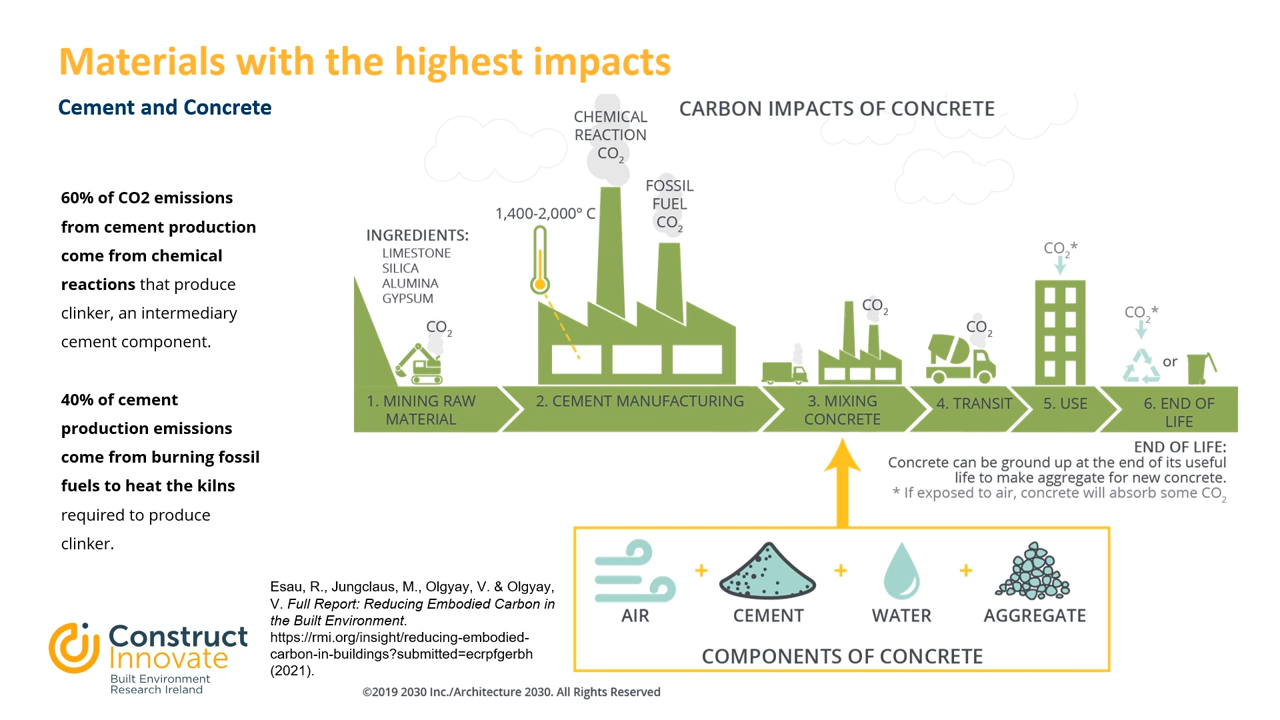 Materials with the highest impacts
Cement and Concrete
60% of CO2 emissions
from cement production
come from chemical
reactions that produce
clinker, an intermediary
cement component.
40% of cement
production emissions
come from burning fossil
fuels to heat the kilns
required to produce
clinker.
CARBON IMPACTS OF CONCRETE
CHEMICAL
REACTION
CO₂
FOSSIL
FUEL
CO₂
1,400-2,000° C
INGREDIENTS:
LIMESTONE
SILICA
ALUMINA
GYPSUM
CO₂
CO₂
CO₂
CO₂*
CO₂*
or
1. MINING RAW
MATERIAL
2. CEMENT MANUFACTURING
3. MIXING
CONCRETE
4. TRANSIT
5. USE
6. END OF
LIFE
END OF LIFE:
Concrete can be ground up at the end of its useful
life to make aggregate for new concrete.
* If exposed to air, concrete will absorb some CO₂
AIR
+
CEMENT
+
WATER
+
AGGREGATE
COMPONENTS OF CONCRETE
Esau, R., Jungclaus, M., Olgyay, V. & Olgyay,
V. Full Report: Reducing Embodied Carbon in
the Built Environment.
https://rmi.org/insight/reducing-embodied-
carbon-in-buildings?submitted=ecrpfgerbh
(2021).
Construct
Innovate
Built Environment
Research Ireland
©2019 2030 Inc./Architecture 2030. All Rights Reserved